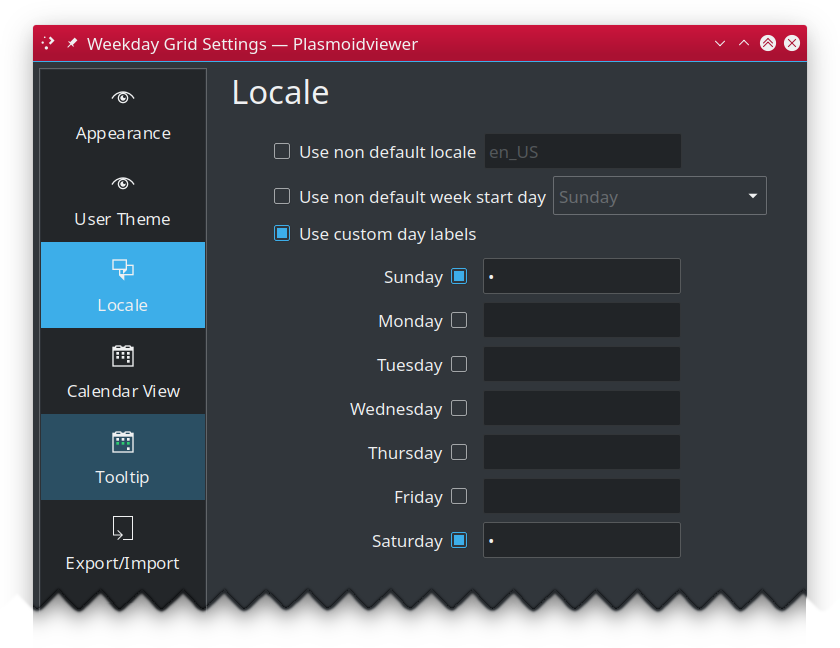 Weekday Grid Settings — Plasmoidviewer
Appearance
User Theme
Locale
Calendar View
Tooltip
Export/Import
Locale
Use non default locale en_US
Use non default week start day Sunday
Use custom day labels
Sunday •
Monday
Tuesday
Wednesday
Thursday
Friday
Saturday •